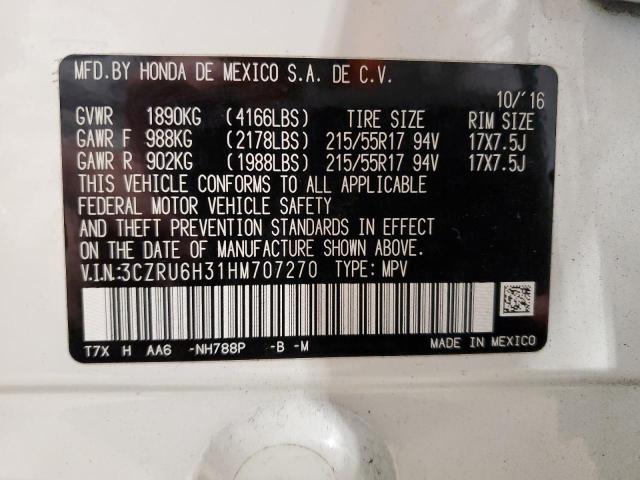 MFD.BY HONDA DE MEXICO S.A. DE C.V.
10/'16
GVWR 1890KG (4166LBS) TIRE SIZE RIM SIZE
GAWR F 988KG (2178LBS) 215/55R17 94V 17X7.5J
GAWR R 902KG (1988LBS) 215/55R17 94V 17X7.5J
THIS VEHICLE CONFORMS TO ALL APPLICABLE
FEDERAL MOTOR VEHICLE SAFETY
AND THEFT PREVENTION STANDARDS IN EFFECT
ON THE DATE OF MANUFACTURE SHOWN ABOVE.
V.I.N:3CZRU6H31HM707270 TYPE: MPV
T7X H AA6 -NH788P -B -M MADE IN MEXICO